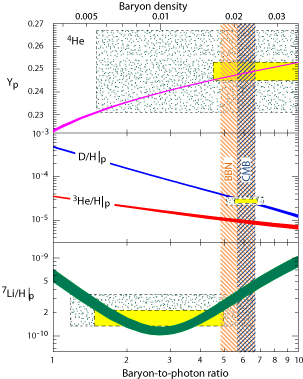 Baryon density
0.005 0.01 0.02 0.03
0.27
⁴He
0.25
Yp
0.24
0.23
10⁻³
D/H|p
10⁻⁴
BBN
CMB
³He/H|p
10⁻⁵
10⁻⁹
5
⁷Li/H|p
2
10⁻¹⁰
1 2 3 4 5 6 7 8 9 10
Baryon-to-photon ratio